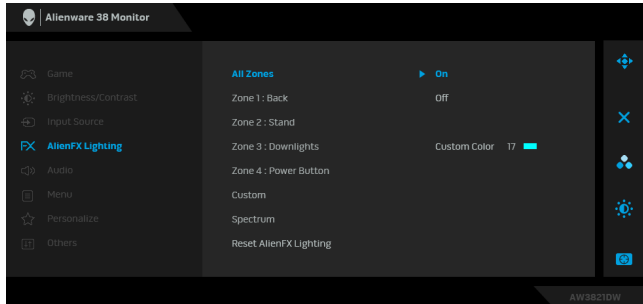 Alienware 38 Monitor
Game
Brightness/Contrast
Input Source
FX AlienFX Lighting
Audio
Menu
Personalize
Others
All Zones On
Zone 1 : Back Off
Zone 2 : Stand
Zone 3 : Downlights Custom Color 17
Zone 4 : Power Button
Custom
Spectrum
Reset AlienFX Lighting
AW3821DW